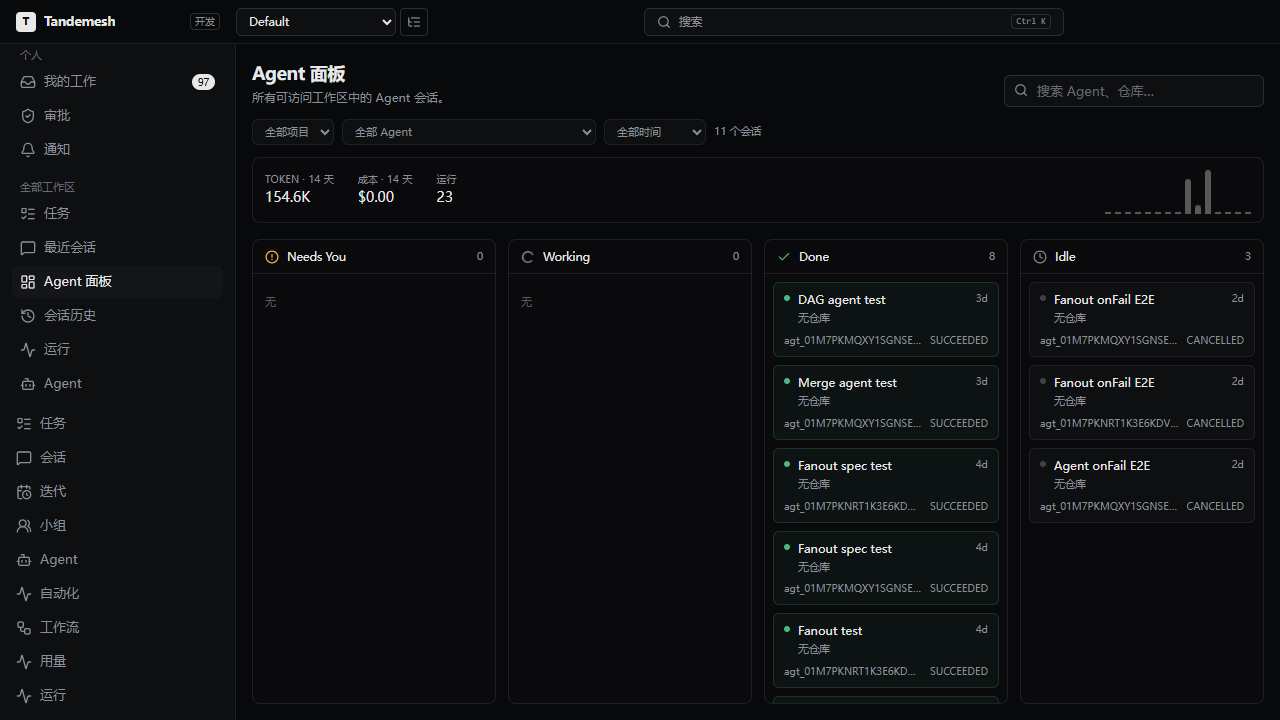 T Tandemesh 开发 Default 搜索 Ctrl K
个人
我的工作 97
审批
通知
全部工作区
任务
最近会话
Agent 面板
会话历史
运行
Agent
任务
会话
迭代
小组
Agent
自动化
工作流
用量
运行
Agent 面板
所有可访问工作区中的 Agent 会话。
搜索 Agent、仓库...
全部项目 全部 Agent 全部时间 11 个会话
TOKEN · 14 天 成本 · 14 天 运行
154.6K $0.00 23
Needs You 0
无
Working 0
无
Done 8
DAG agent test 3d
无仓库
agt_01M7PKMQXY1SGNSE... SUCCEEDED
Merge agent test 3d
无仓库
agt_01M7PKMQXY1SGNSE... SUCCEEDED
Fanout spec test 4d
无仓库
agt_01M7PKNRT1K3E6KD... SUCCEEDED
Fanout spec test 4d
无仓库
agt_01M7PKMQXY1SGNSE... SUCCEEDED
Fanout test 4d
无仓库
agt_01M7PKNRT1K3E6KD... SUCCEEDED
Idle 3
Fanout onFail E2E 2d
无仓库
agt_01M7PKMQXY1SGNSE... CANCELLED
Fanout onFail E2E 2d
无仓库
agt_01M7PKNRT1K3E6KDV... CANCELLED
Agent onFail E2E 2d
无仓库
agt_01M7PKMQXY1SGNSE... CANCELLED